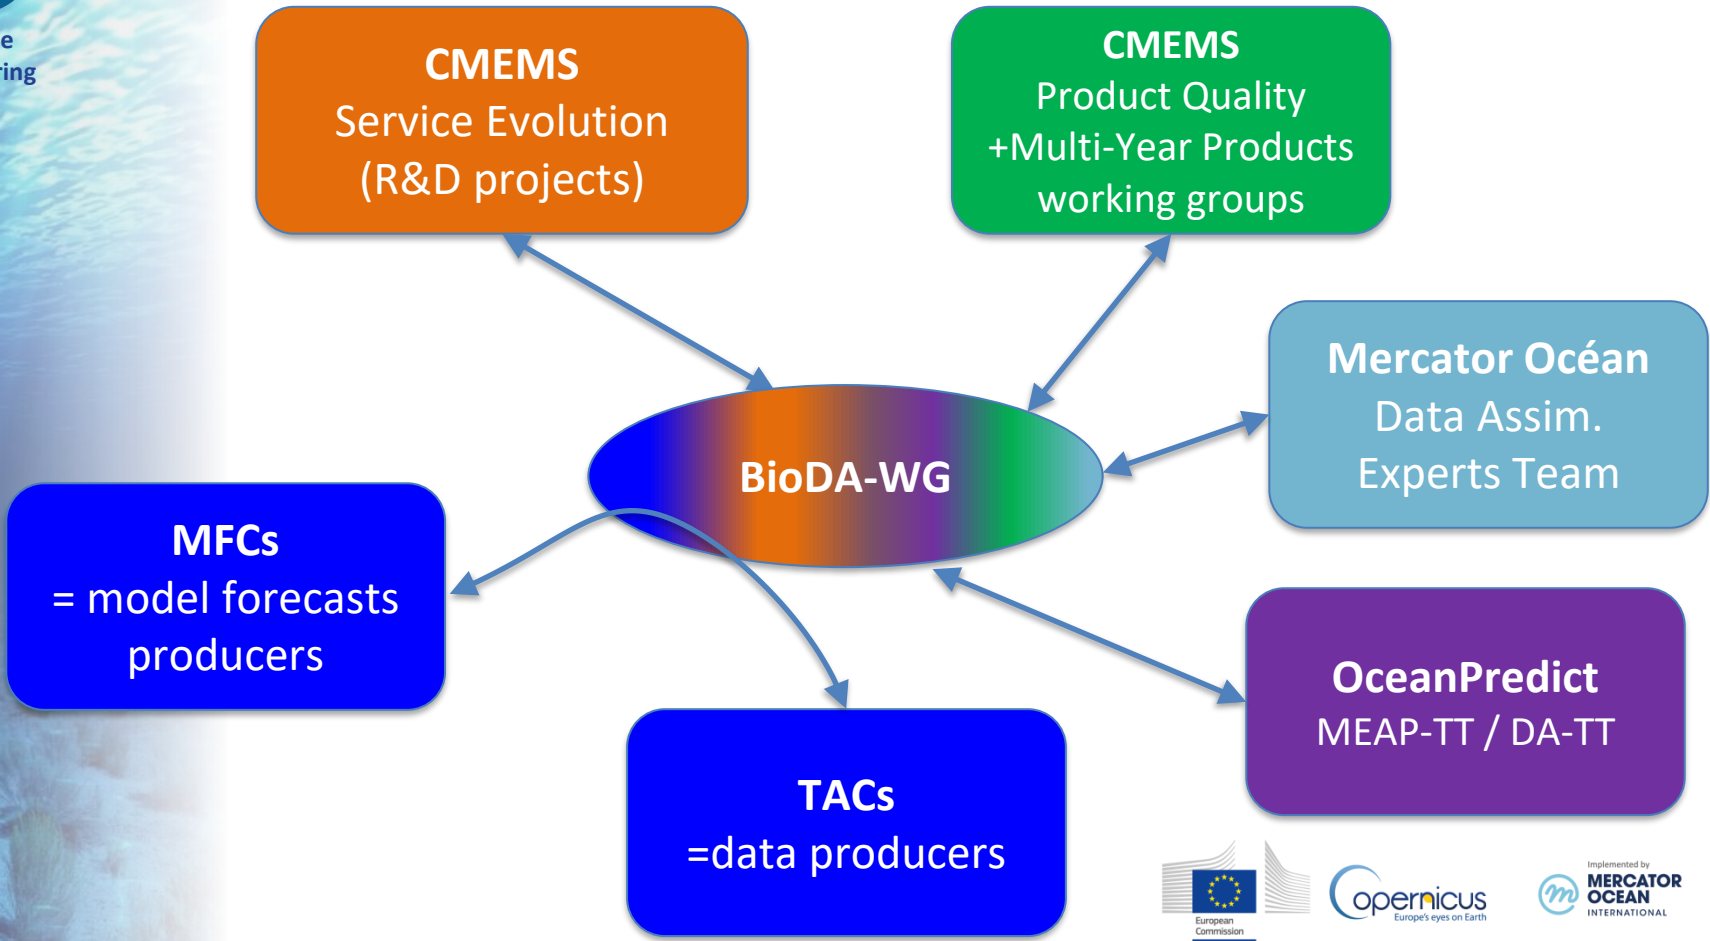 CMEMS
Service Evolution
(R&D projects)
CMEMS
Product Quality
+Multi-Year Products
working groups
Mercator Océan
Data Assim.
Experts Team
BioDA-WG
MFCs
= model forecasts
producers
OceanPredict
MEAP-TT / DA-TT
TACs
=data producers
European
Commission
opernicus
Europe's eyes on Earth
Implemented by
MERCATOR
OCEAN
INTERNATIONAL